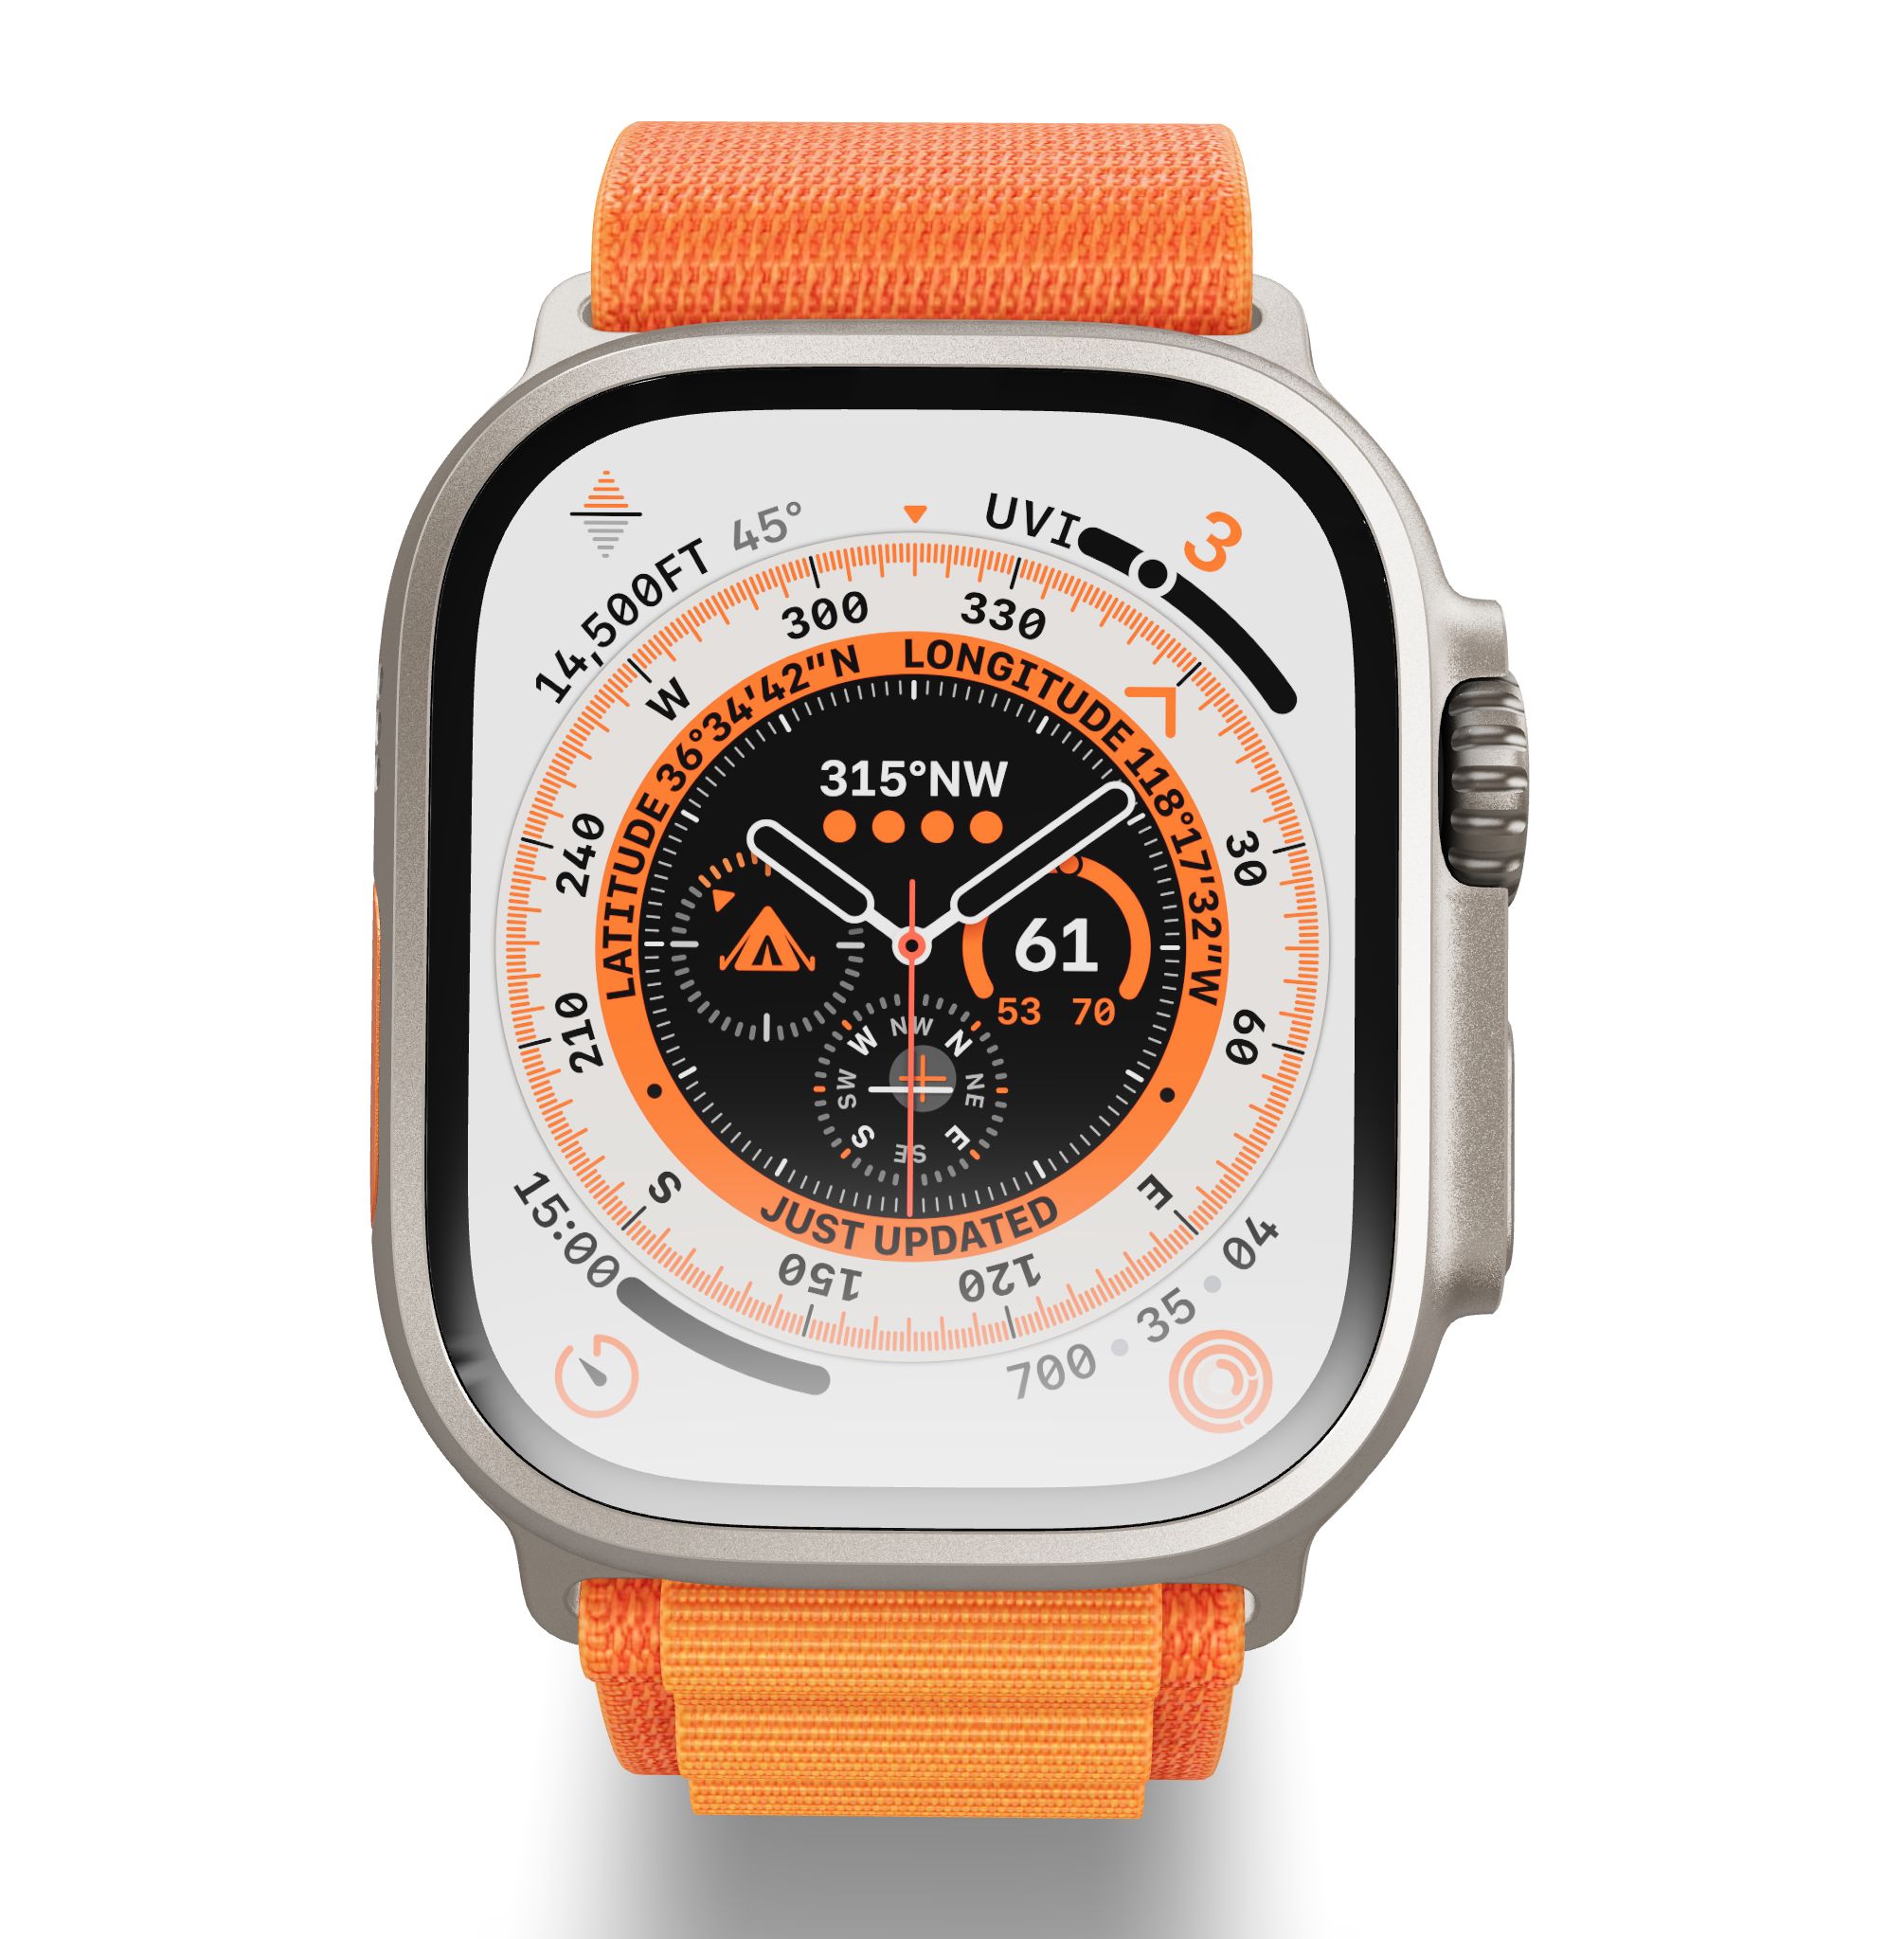 14,500FT 45°
UVI 3
300
330
W
30
240
60
210
E
S
120
150
LATITUDE 36°34'42"N LONGITUDE 118°17'32"W
JUST UPDATED
315°NW
61
53 70
NW
N
NE
E
SE
S
SW
W
15:00
700 • 35 • 04